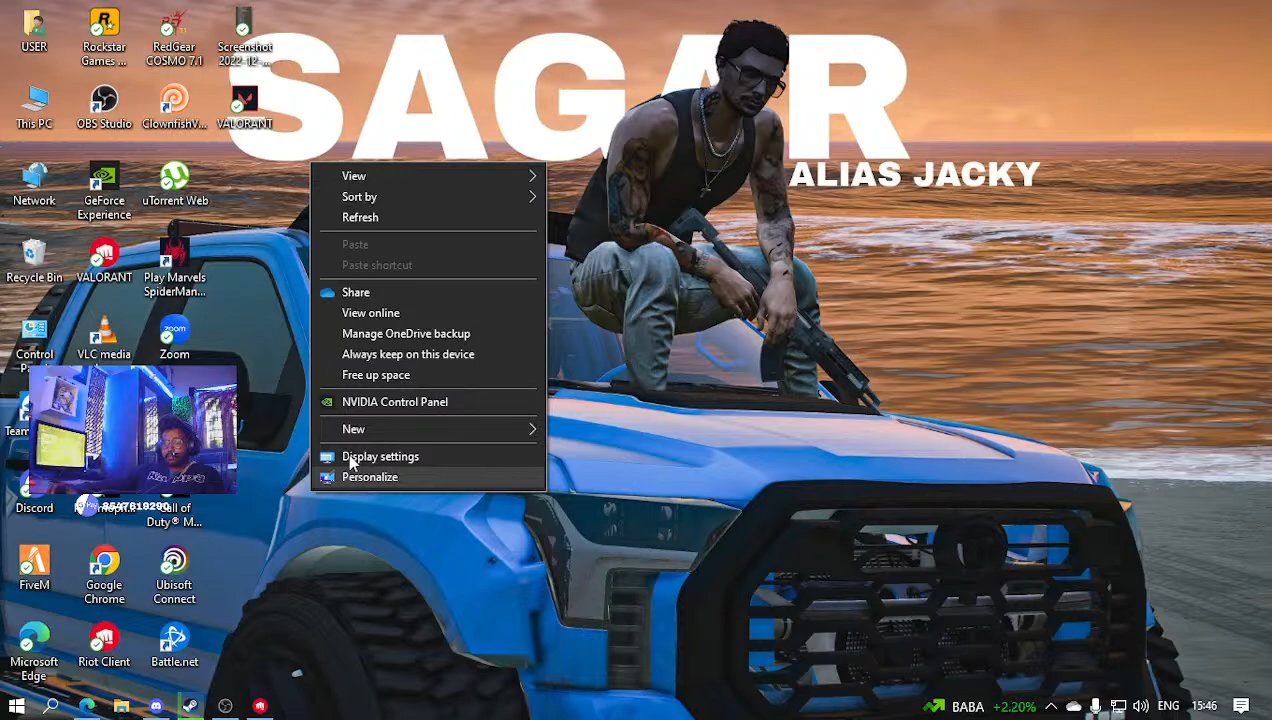 SAGAR
ALIAS JACKY
USER
Rockstar
Games ...
RedGear
COSMO 7.1
Screenshot
2022-12-...
This PC
OBS Studio
ClownfishV...
VALORANT
Network
GeForce
Experience
uTorrent Web
Recycle Bin
VALORANT
Play Marvels
SpiderMan...
Control
VLC media
Zoom
zoom
Discord
8547619290
Duty® M...
FiveM
Google
Chrome
Ubisoft
Connect
Microsoft
Edge
Riot Client
Battle.net
View
Sort by
Refresh
Paste
Paste shortcut
Share
View online
Manage OneDrive backup
Always keep on this device
Free up space
NVIDIA Control Panel
New
Display settings
Personalize
BABA +2.20%
ENG
15:46